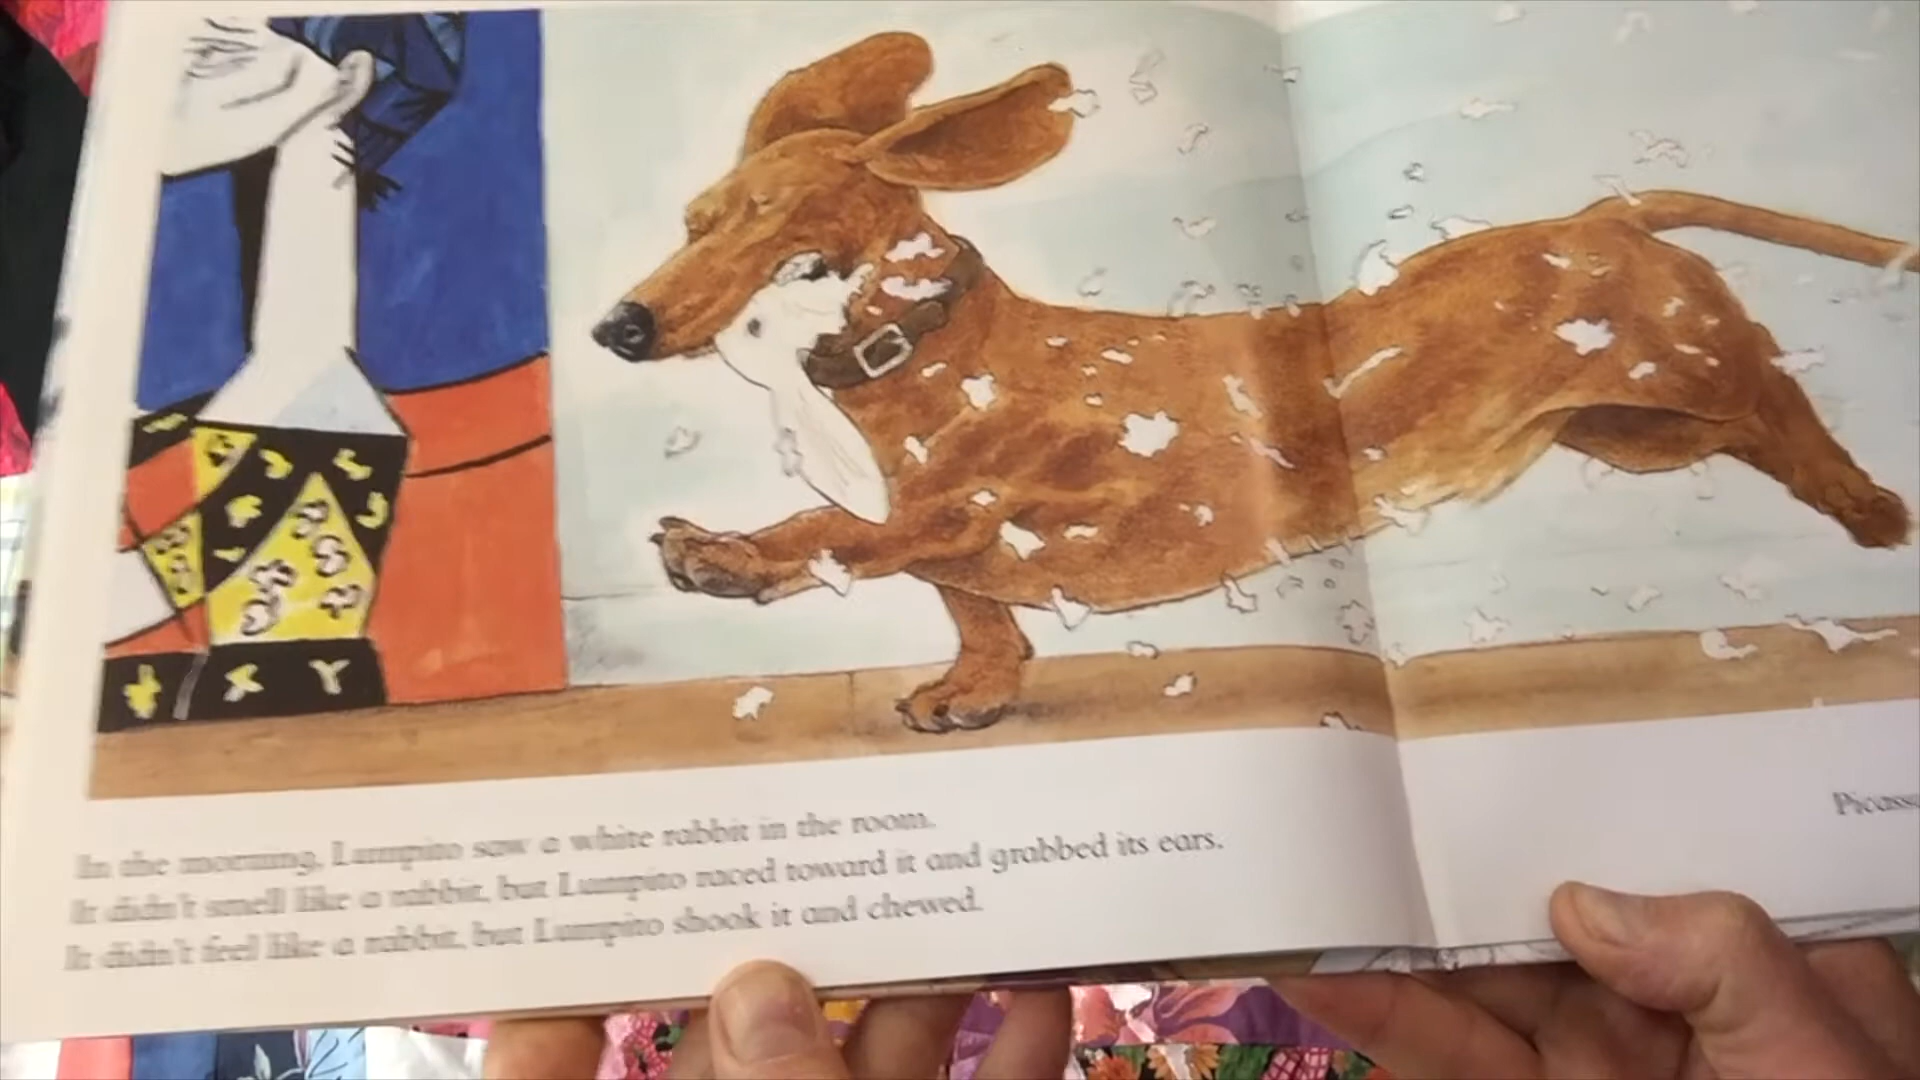 In the morning, Lumpito saw a white rabbit in the room.
It didn't smell like a rabbit, but Lumpito raced toward it and grabbed its ears.
It didn't feel like a rabbit, but Lumpito shook it and chewed.
Picasso